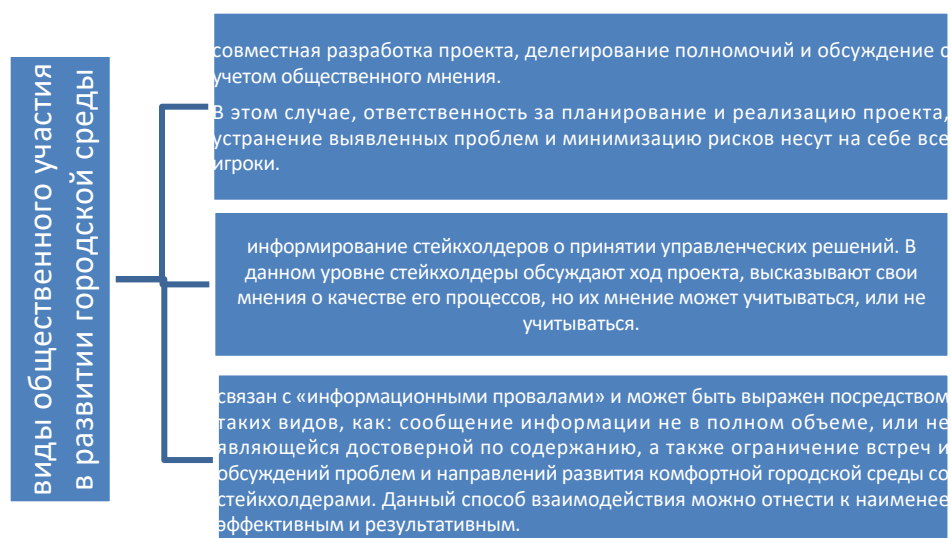 виды общественного участия
в развитии городской среды
совместная разработка проекта, делегирование полномочий и обсуждение с
учетом общественного мнения.
В этом случае, ответственность за планирование и реализацию проекта,
устранение выявленных проблем и минимизацию рисков несут на себе все
игроки.
информирование стейкхолдеров о принятии управленческих решений. В
данном уровне стейкхолдеры обсуждают ход проекта, высказывают свои
мнения о качестве его процессов, но их мнение может учитываться, или не
учитываться.
связан с «информационными провалами» и может быть выражен посредством
таких видов, как: сообщение информации не в полном объеме, или не
являющейся достоверной по содержанию, а также ограничение встреч и
обсуждений проблем и направлений развития комфортной городской среды со
стейкхолдерами. Данный способ взаимодействия можно отнести к наименее
эффективным и результативным.